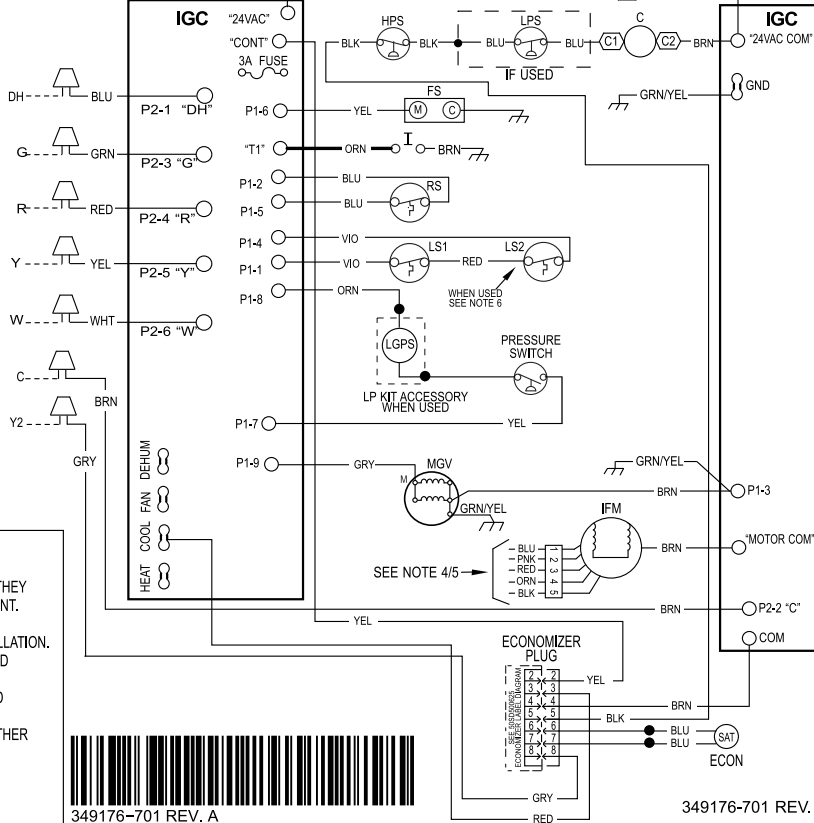 IGC
"24VAC"
"CONT"
3A FUSE
HPS
LPS
C
IGC
BLK
BLK
BLU
BLU
C1
C2
BRN
"24VAC COM"
IF USED
DH
BLU
P2-1 "DH"
P1-6
YEL
FS
M
C
GRN/YEL
GND
G
GRN
P2-3 "G"
"T1"
ORN
I
BRN
P1-2
BLU
RS
R
RED
P2-4 "R"
P1-5
BLU
P1-4
VIO
LS1
LS2
Y
YEL
P2-5 "Y"
P1-1
VIO
RED
P1-8
ORN
WHEN USED
SEE NOTE 6
W
WHT
P2-6 "W"
LGPS
PRESSURE
SWITCH
LP KIT ACCESSORY
WHEN USED
C
BRN
Y2
P1-7
YEL
GRY
DEHUM
P1-9
GRY
MGV
M
GRN/YEL
GRN/YEL
BRN
P1-3
FAN
COOL
HEAT
IFM
BLU 1
PNK 2
RED 3
ORN 4
BLK 5
SEE NOTE 4/5
BRN
"MOTOR COM"
BRN
P2-2 "C"
YEL
COM
HEY
NT.
LLATION.
D
D
THER
ECONOMIZER
PLUG
SEE 50SD500625
ECONOMIZER LABEL DIAGRAM
2 2
3 3
4 4
5 5
6 6
7 7
8 8
YEL
BRN
BLK
BLU
BLU
SAT
ECON
GRY
RED
349176-701 REV. A
349176-701 REV.